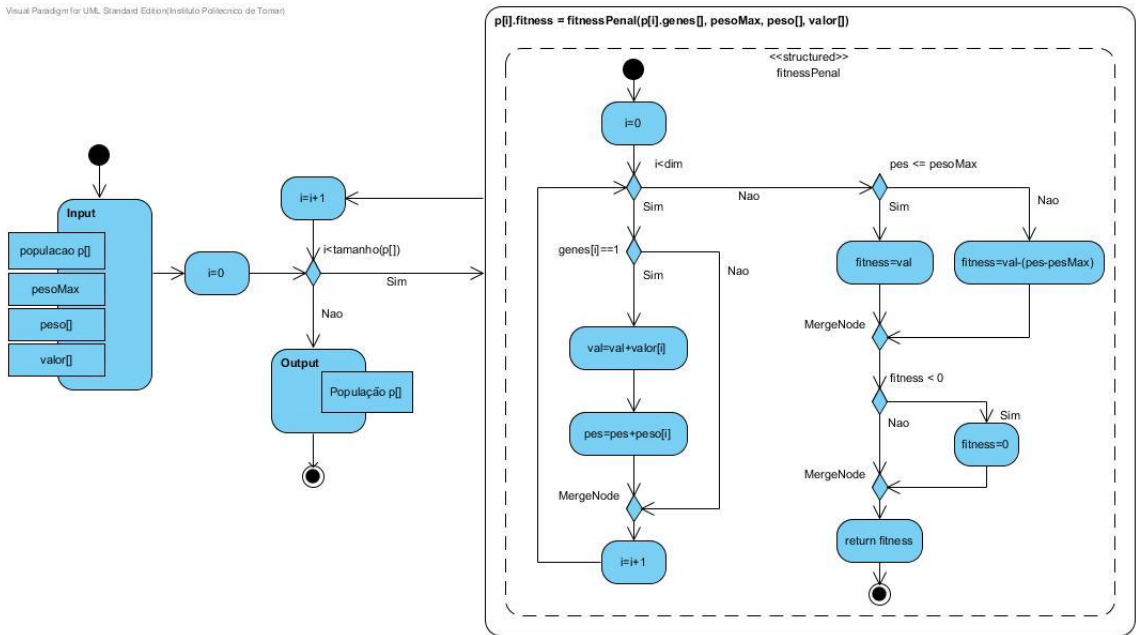 Visual Paradigm for UML Standard Edition(Instituto Politecnico de Tomar)
Input
populacao p[]
pesoMax
peso[]
valor[]
i=0
i=i+1
i<tamanho(p[])
Sim
Nao
Output
População p[]
p[i].fitness = fitnessPenal(p[i].genes[], pesoMax, peso[], valor[])
<<structured>>
fitnessPenal
i=0
i<dim
Nao
Sim
genes[i]==1
Nao
Sim
val=val+valor[i]
pes=pes+peso[i]
MergeNode
i=i+1
pes <= pesoMax
Nao
Sim
fitness=val
fitness=val-(pes-pesMax)
MergeNode
fitness < 0
Sim
Nao
fitness=0
MergeNode
return fitness